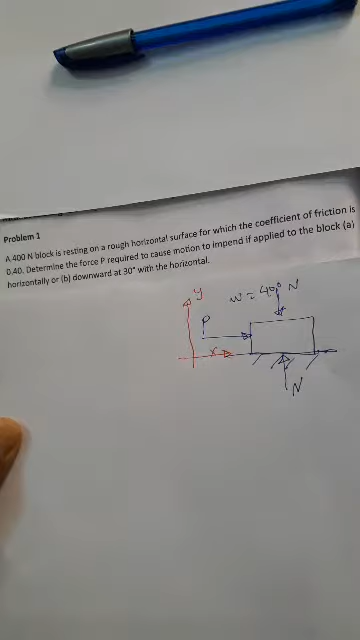 Problem 1
A 400 N block is resting on a rough horizontal surface for which the coefficient of friction is
0.40. Determine the force P required to cause motion to impend if applied to the block (a)
horizontally or (b) downward at 30° with the horizontal.
y
W = 400 N
P
x
N